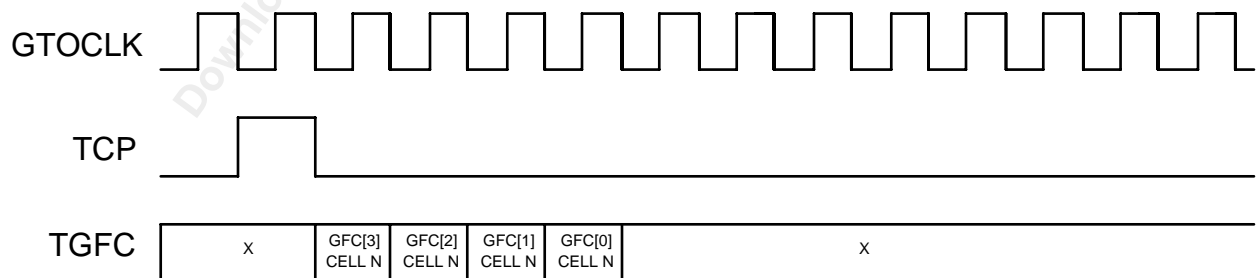 GTOCLK
TCP
TGFC
X
GFC[3]
CELL N
GFC[2]
CELL N
GFC[1]
CELL N
GFC[0]
CELL N
X